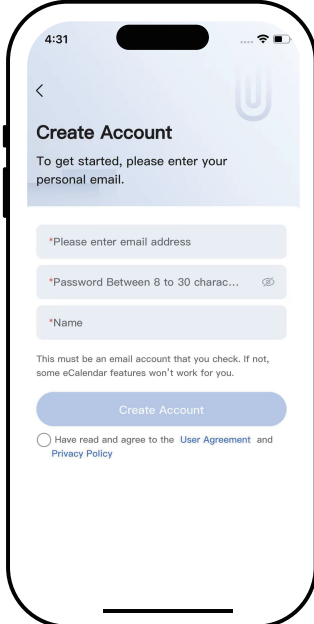 4:31
Create Account
To get started, please enter your
personal email.
*Please enter email address
*Password Between 8 to 30 charac...
*Name
This must be an email account that you check. If not,
some eCalendar features won't work for you.
Create Account
Have read and agree to the User Agreement and
Privacy Policy